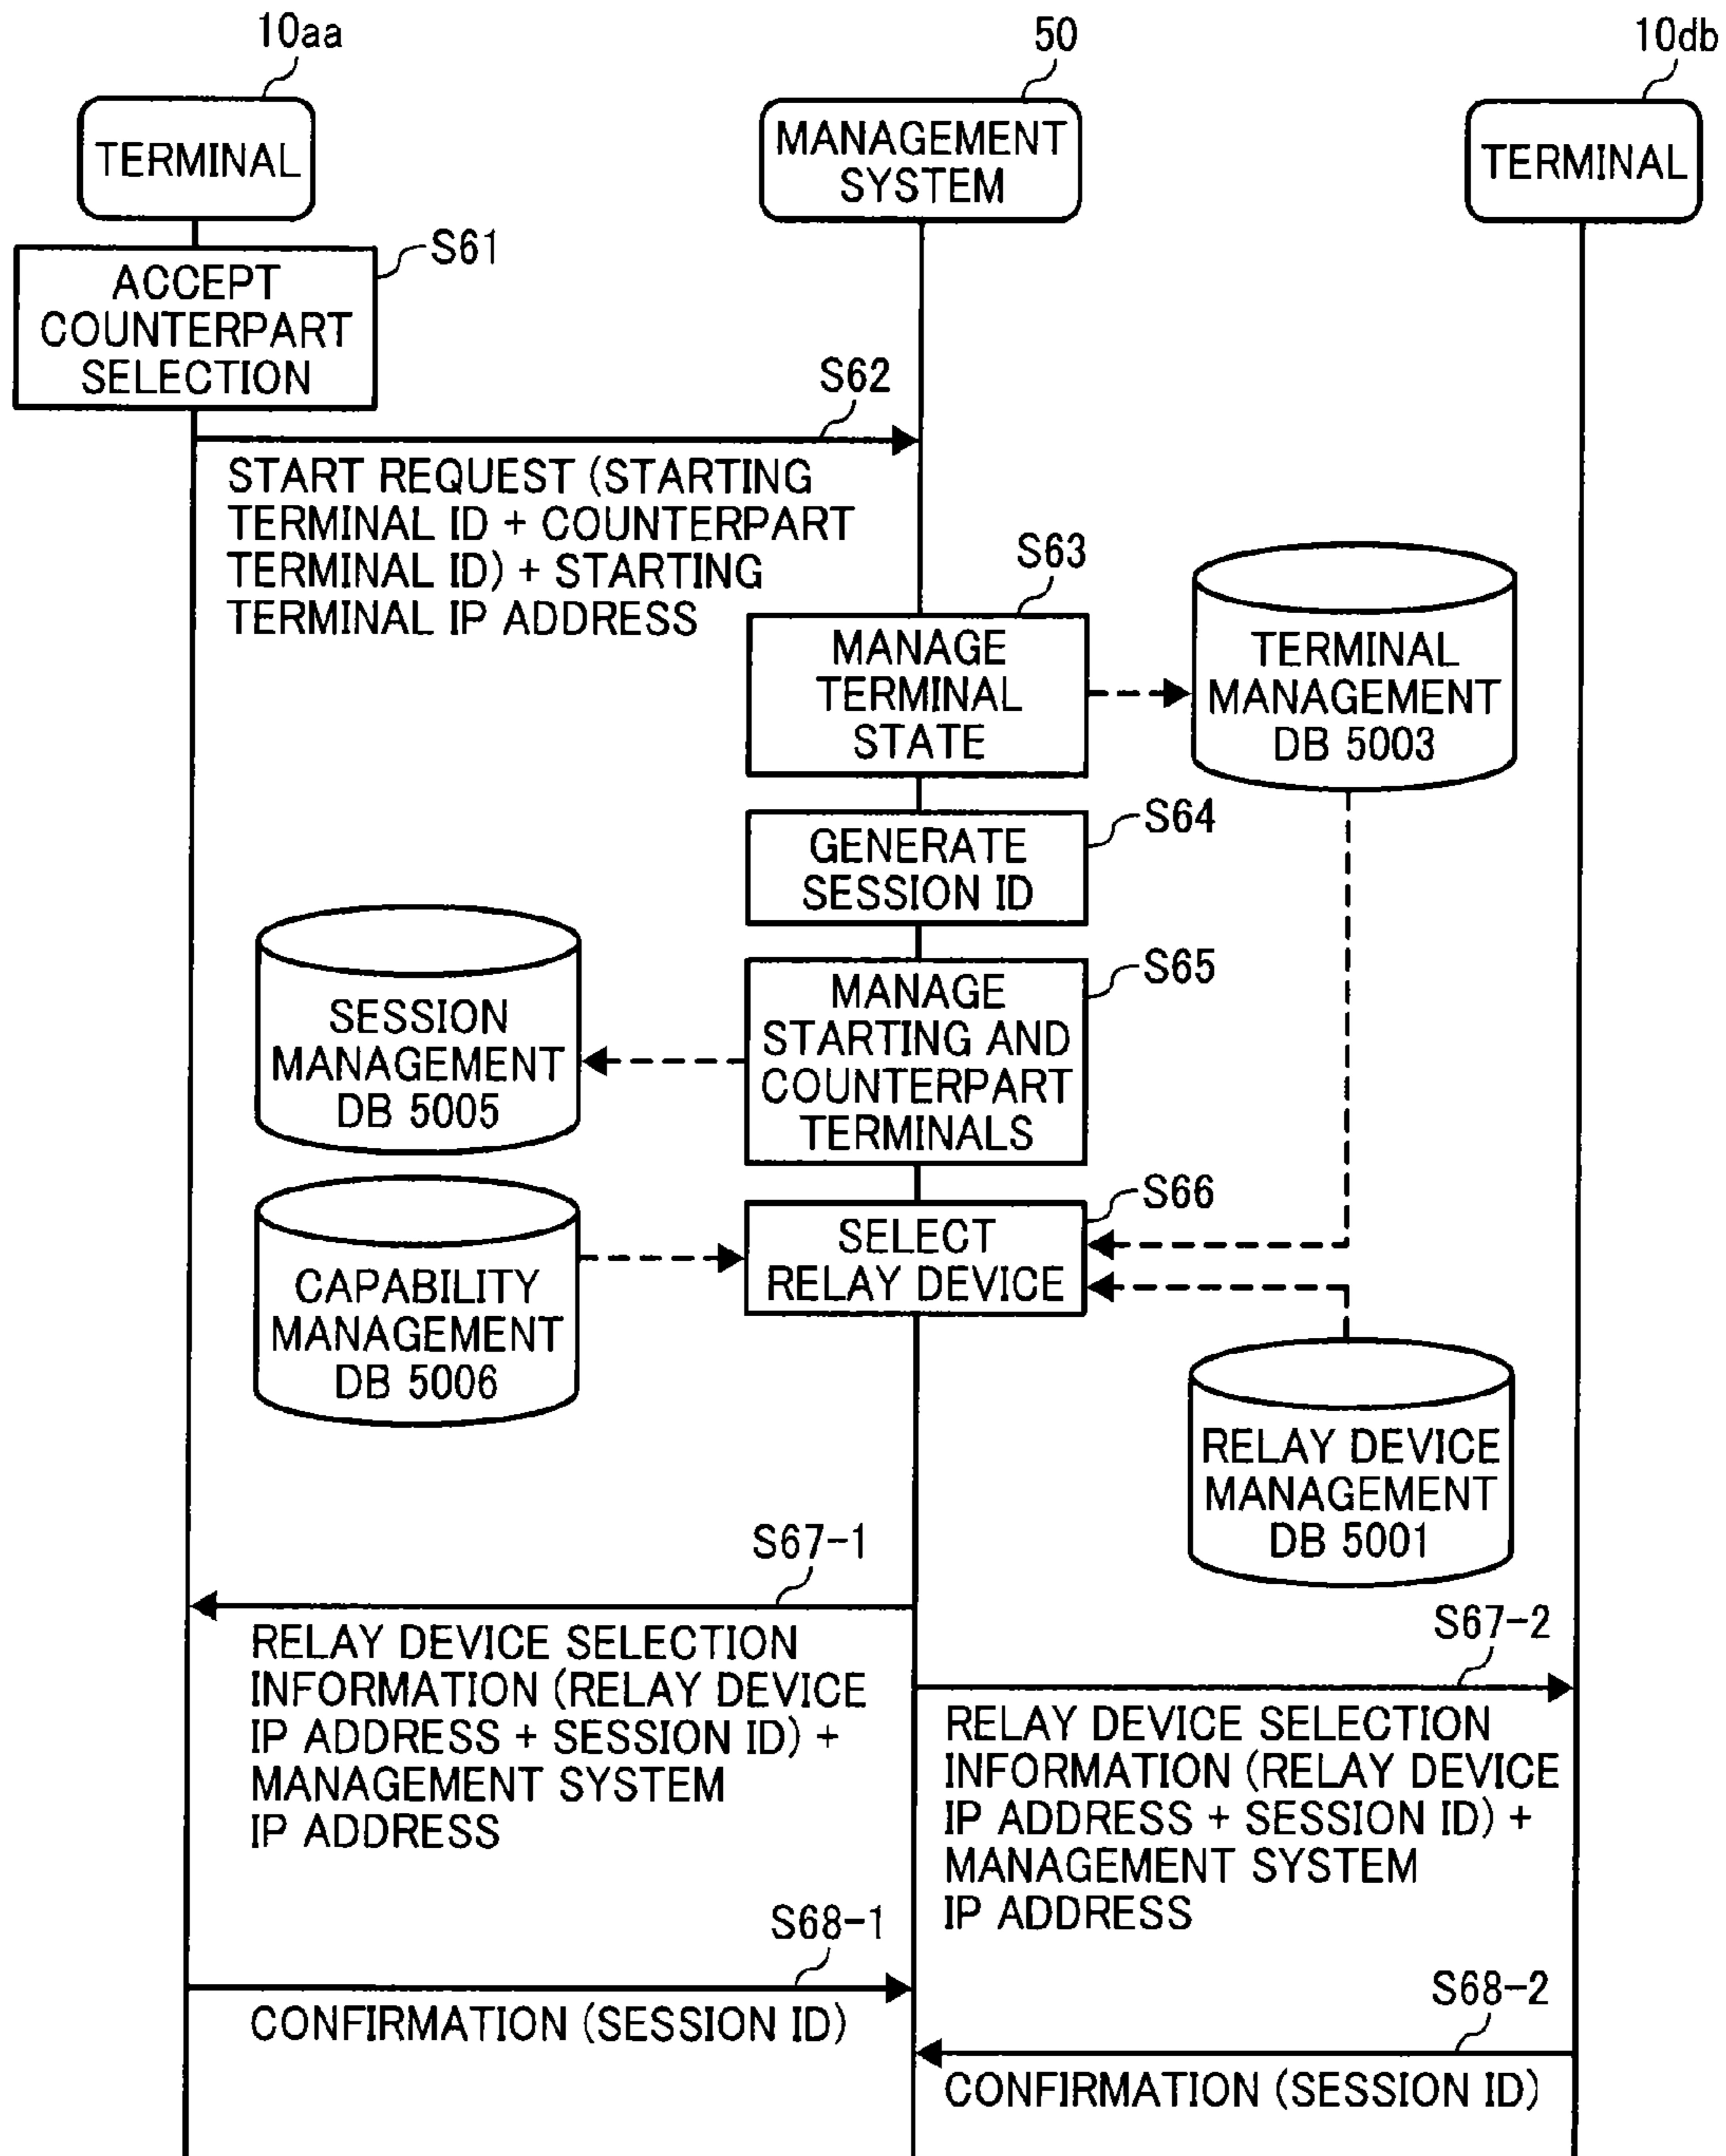 10aa
50
10db
TERMINAL
MANAGEMENT
SYSTEM
TERMINAL
S61
ACCEPT
COUNTERPART
SELECTION
S62
START REQUEST (STARTING
TERMINAL ID + COUNTERPART
TERMINAL ID) + STARTING
TERMINAL IP ADDRESS
S63
MANAGE
TERMINAL
STATE
TERMINAL
MANAGEMENT
DB 5003
S64
GENERATE
SESSION ID
S65
MANAGE
STARTING AND
COUNTERPART
TERMINALS
SESSION
MANAGEMENT
DB 5005
S66
SELECT
RELAY DEVICE
CAPABILITY
MANAGEMENT
DB 5006
RELAY DEVICE
MANAGEMENT
DB 5001
S67-1
RELAY DEVICE SELECTION
INFORMATION (RELAY DEVICE
IP ADDRESS + SESSION ID) +
MANAGEMENT SYSTEM
IP ADDRESS
S67-2
RELAY DEVICE SELECTION
INFORMATION (RELAY DEVICE
IP ADDRESS + SESSION ID) +
MANAGEMENT SYSTEM
IP ADDRESS
S68-1
CONFIRMATION (SESSION ID)
S68-2
CONFIRMATION (SESSION ID)